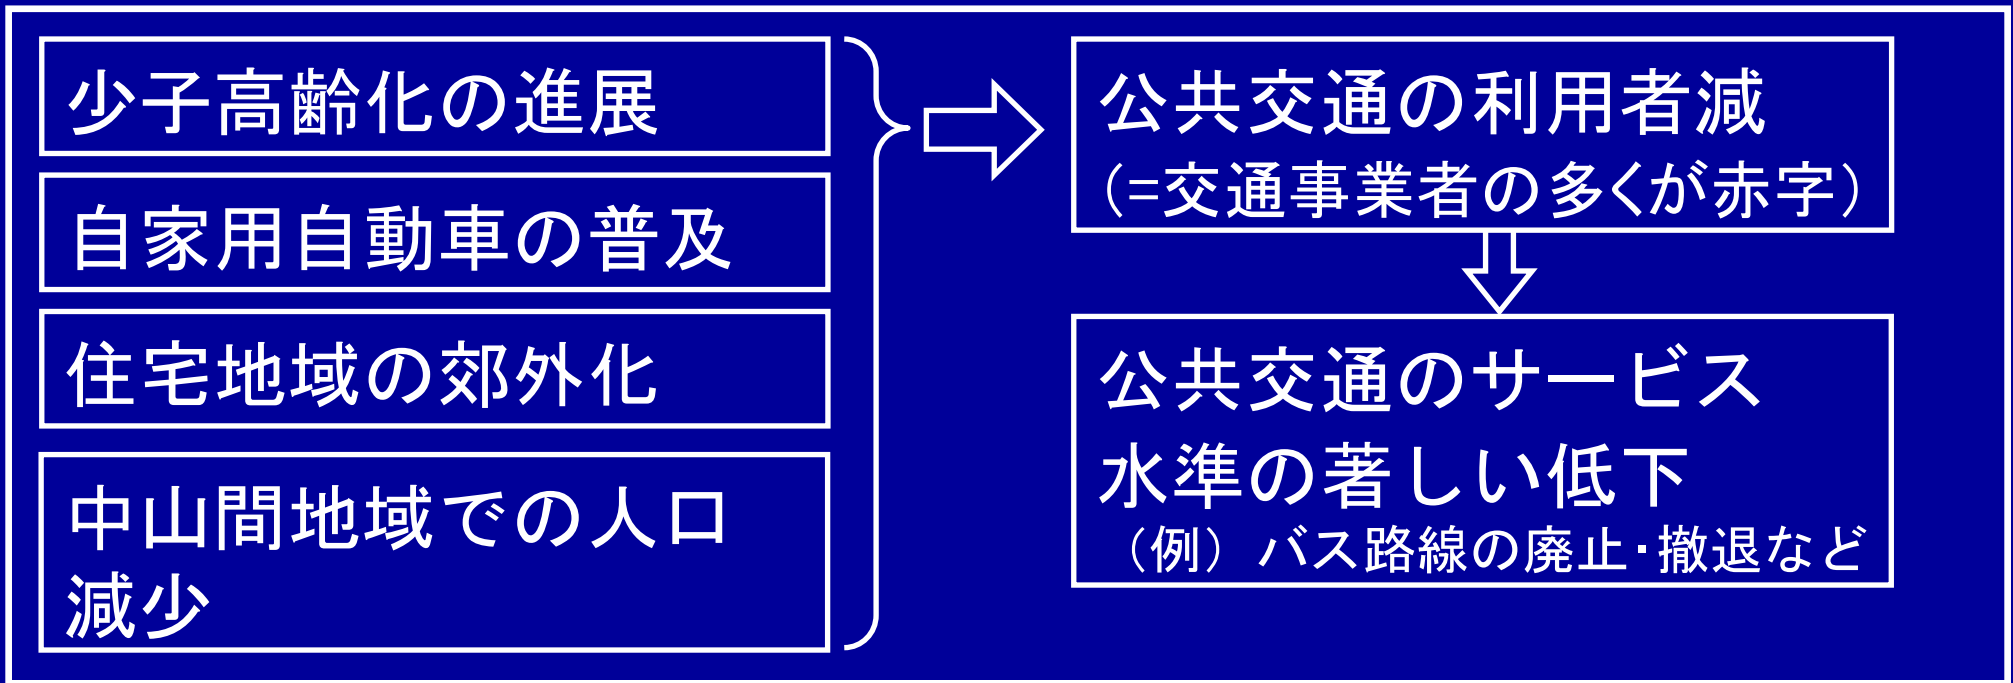 少子高齢化の進展
自家用自動車の普及
住宅地域の郊外化
中山間地域での人口
減少
公共交通の利用者減
（=交通事業者の多くが赤字）
公共交通のサービス
水準の著しい低下
（例）バス路線の廃止・撤退など